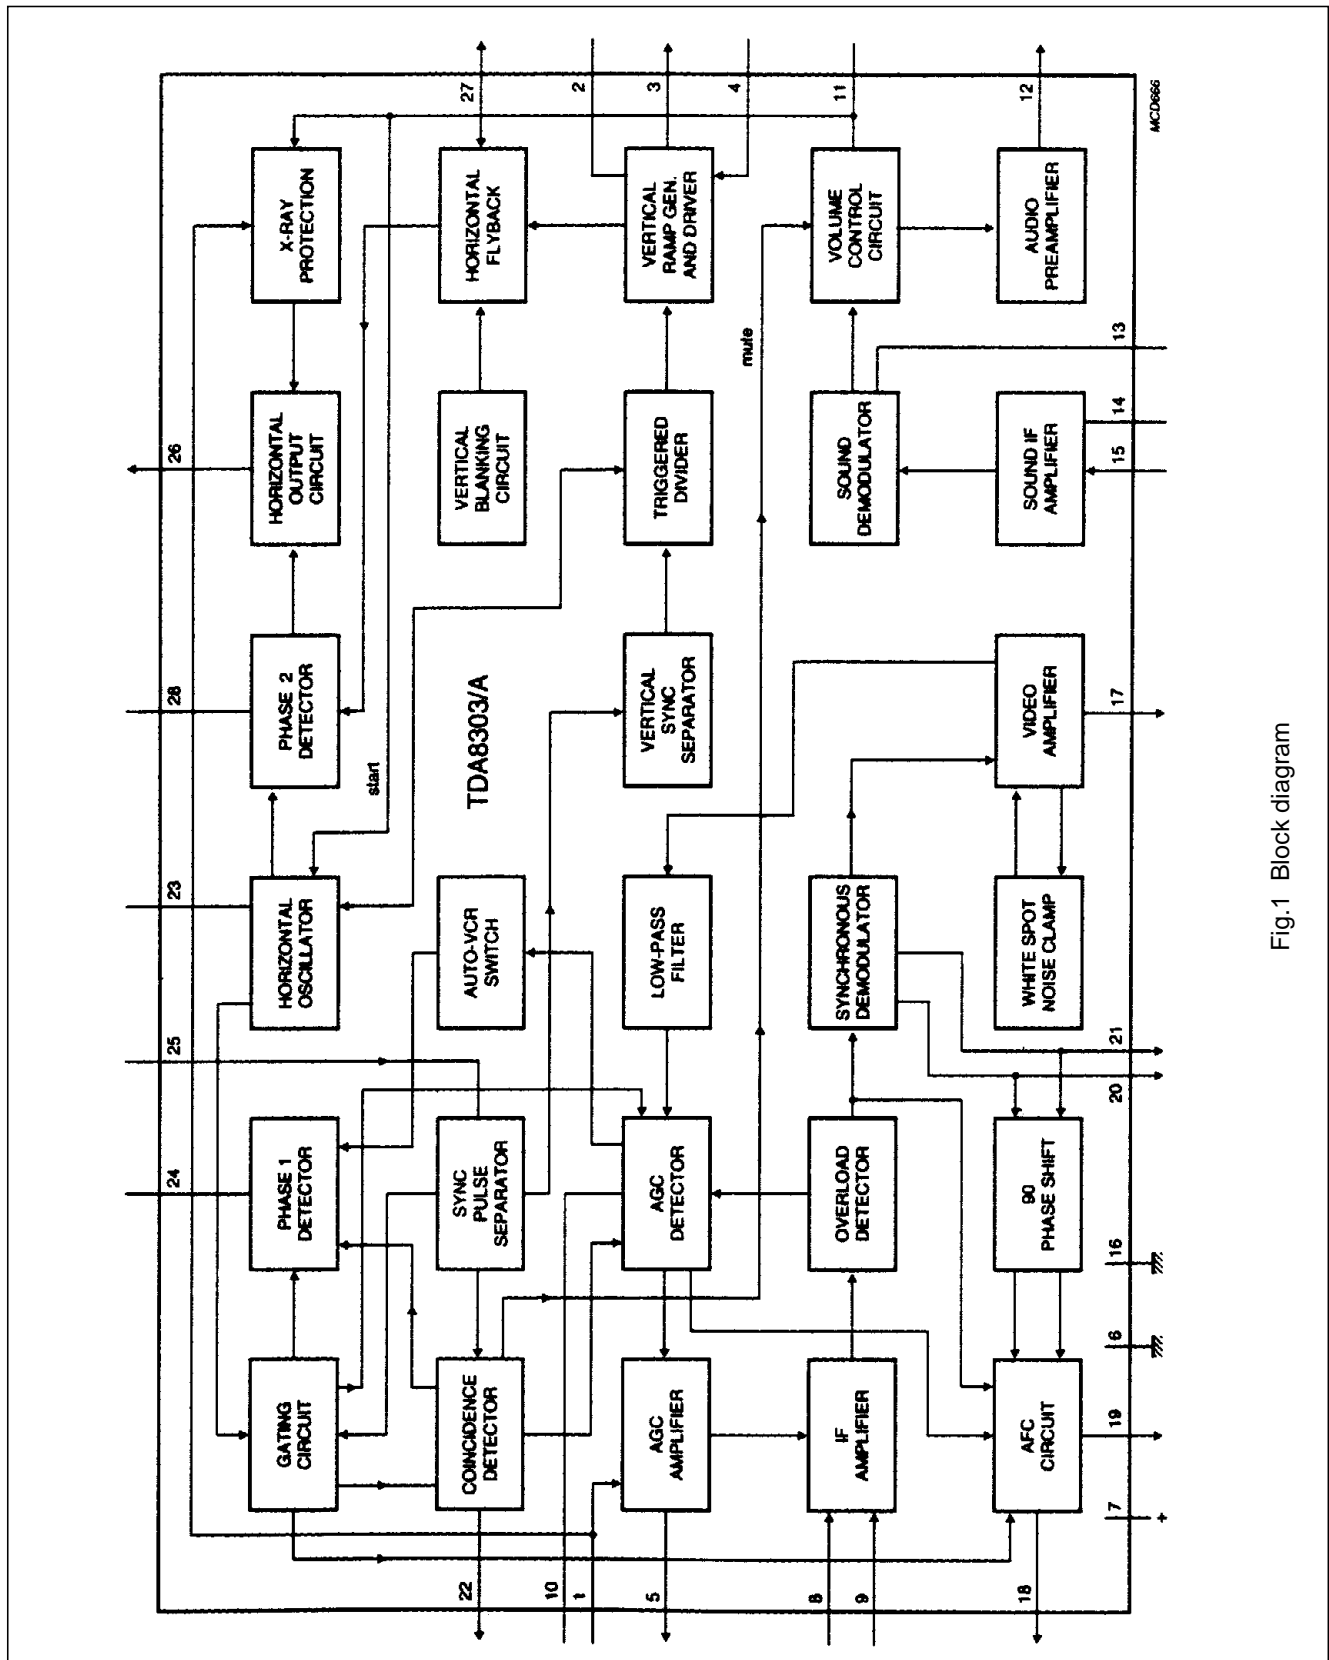 24
25
23
28
26
GATING
CIRCUIT
PHASE 1
DETECTOR
HORIZONTAL
OSCILLATOR
PHASE 2
DETECTOR
HORIZONTAL
OUTPUT
CIRCUIT
X-RAY
PROTECTION
start
22
COINCIDENCE
DETECTOR
SYNC
PULSE
SEPARATOR
AUTO-VCR
SWITCH
TDA8303/A
VERTICAL
BLANKING
CIRCUIT
HORIZONTAL
FLYBACK
27
10
1
5
AGC
AMPLIFIER
AGC
DETECTOR
LOW-PASS
FILTER
VERTICAL
SYNC
SEPARATOR
TRIGGERED
DIVIDER
VERTICAL
RAMP GEN.
AND DRIVER
2
3
4
mute
8
9
IF
AMPLIFIER
OVERLOAD
DETECTOR
SYNCHRONOUS
DEMODULATOR
SOUND
DEMODULATOR
VOLUME
CONTROL
CIRCUIT
11
18
AFC
CIRCUIT
90
PHASE SHIFT
WHITE SPOT
NOISE CLAMP
VIDEO
AMPLIFIER
SOUND IF
AMPLIFIER
AUDIO
PREAMPLIFIER
12
7
19
6
16
20
21
17
15
14
13
+
MCD666
Fig.1 Block diagram